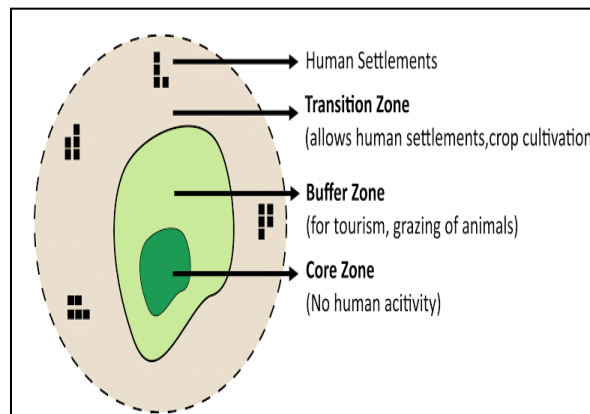 Human Settlements
Transition Zone
(allows human settlements,crop cultivation
Buffer Zone
(for tourism, grazing of animals)
Core Zone
(No human acitivity)